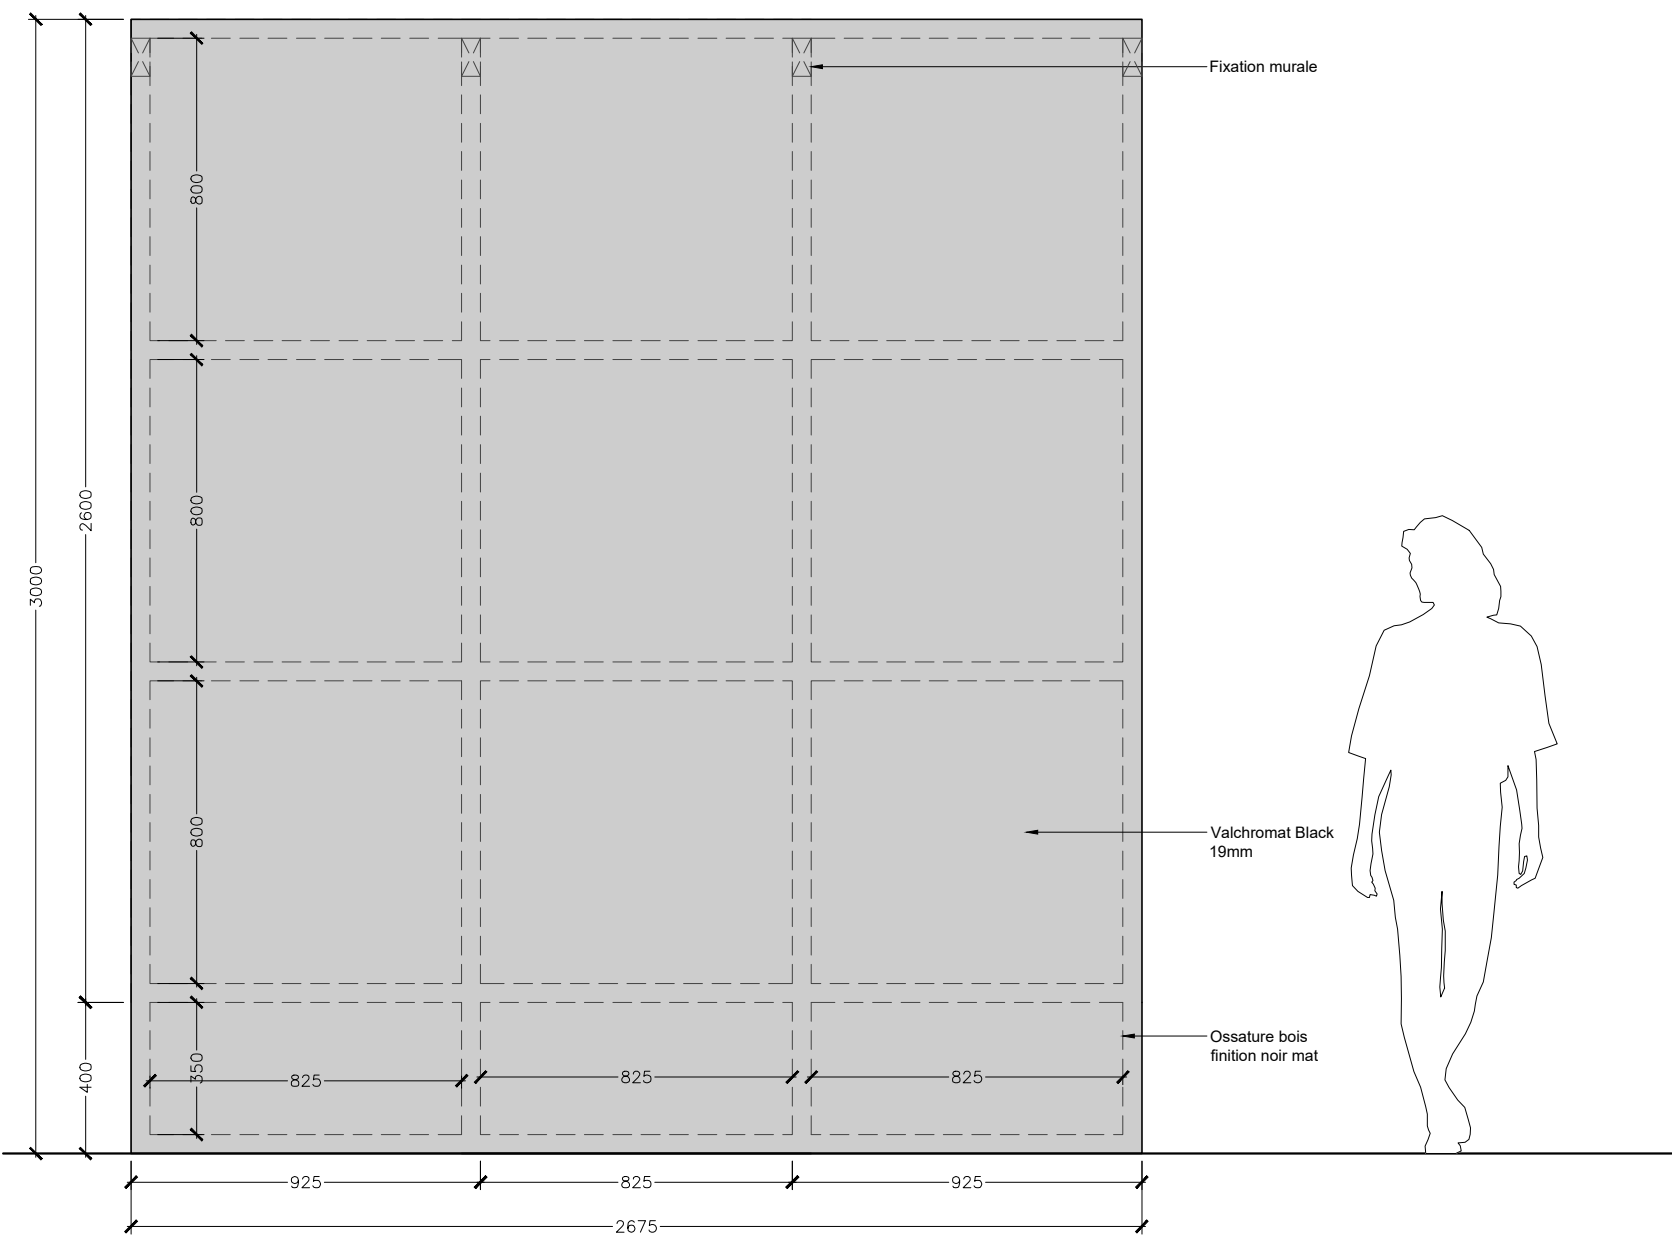 Fixation murale
800
800
2600
3000
800
Valchromat Black
19mm
Ossature bois
finition noir mat
400
350
825
825
825
925
825
925
2675